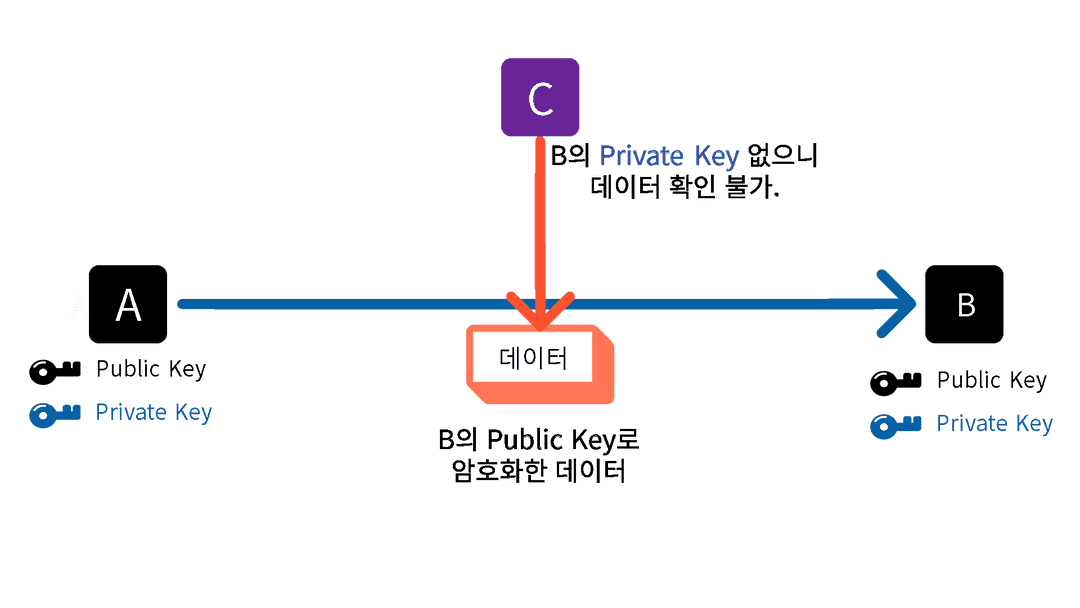 C
B의 Private Key 없으니
데이터 확인 불가.
A
B
데이터
Public Key
Private Key
Public Key
Private Key
B의 Public Key로
암호화한 데이터